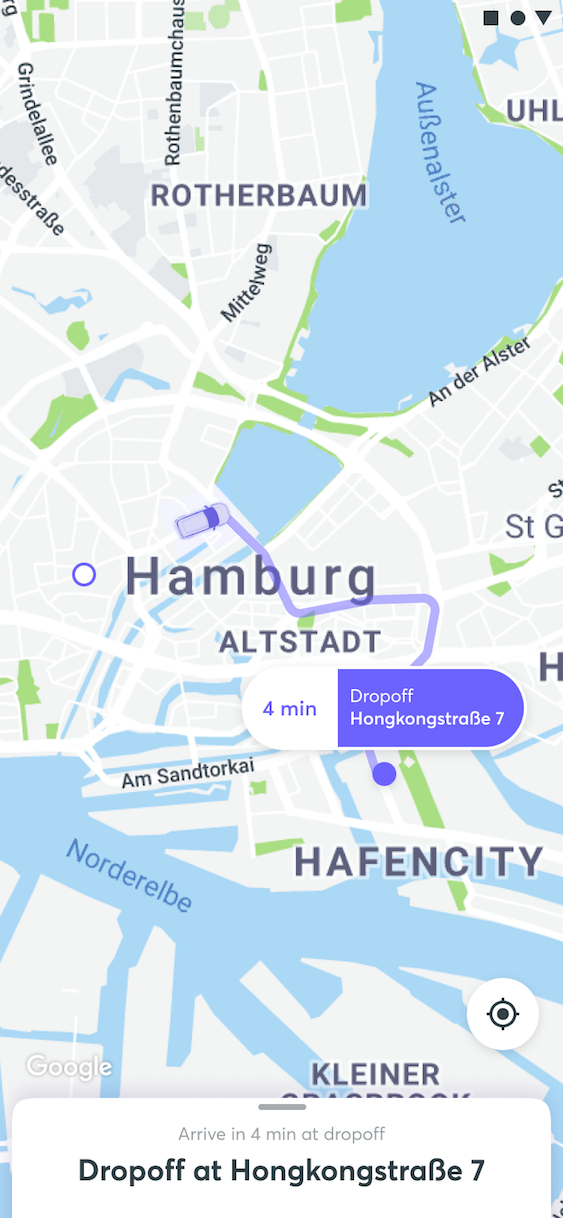 Grindelallee
Rothenbaumchaus
Außenalster
UHL
ROTHERBAUM
Mittelweg
An der Alster
St
St G
Hamburg
ALTSTADT
H
4 min
Dropoff
Hongkongstraße 7
Am Sandtorkai
HAFENCITY
Norderelbe
Google
KLEINER
Arrive in 4 min at dropoff
Dropoff at Hongkongstraße 7